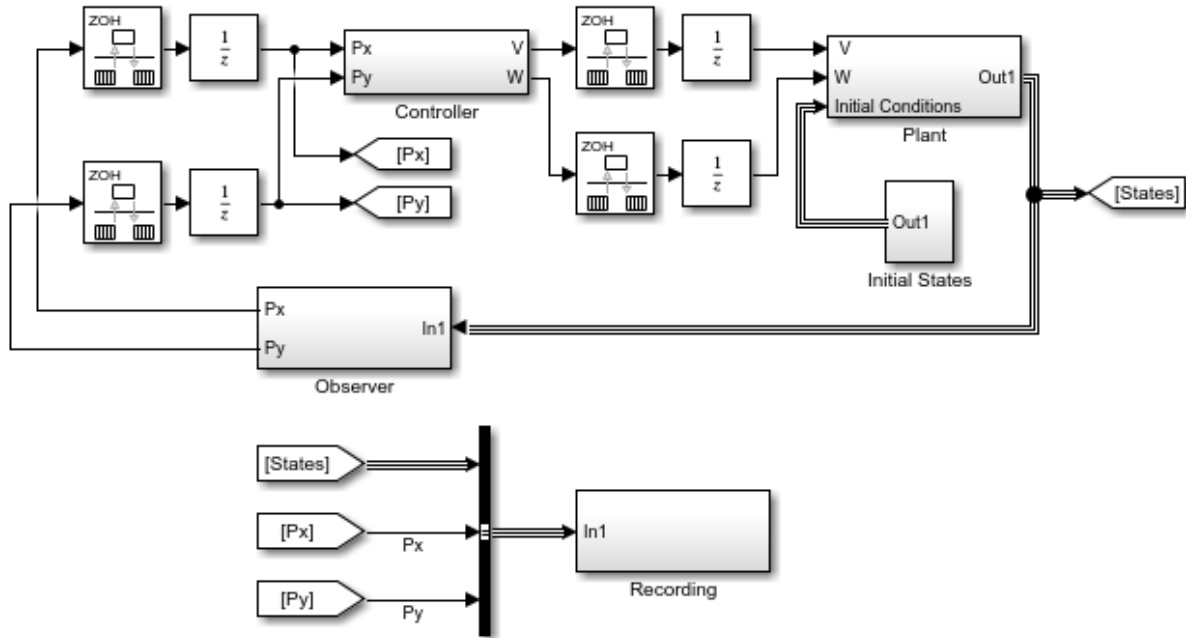 ZOH
1
z
Px
Py
V
W
Controller
ZOH
1
z
V
W
Initial Conditions
Out1
Plant
[Px]
[Py]
ZOH
1
z
ZOH
1
z
[States]
Out1
Initial States
Px
Py
In1
Observer
[States]
[Px]
Px
[Py]
Py
In1
Recording